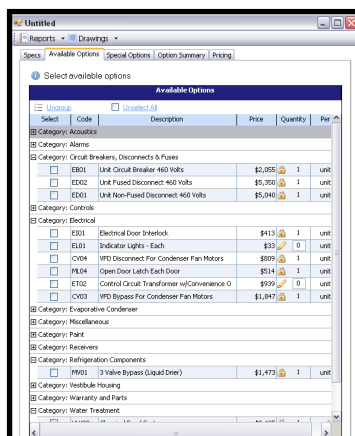 Untitled
Reports Drawings
Specs Available Options Special Options Option Summary Pricing
Select available options
Available Options
Ungroup Unselect All
Select Code Description Price Quantity Per
Category: Acoustics
Category: Alarms
Category: Circuit Breakers, Disconnects & Fuses
EB01 Unit Circuit Breaker 460 Volts $2,055 1 unit
ED02 Unit Fused Disconnect 460 Volts $5,350 1 unit
ED01 Unit Non-Fused Disconnect 460 Volts $5,040 1 unit
Category: Controls
Category: Electrical
EI01 Electrical Door Interlock $413 1 unit
EL01 Indicator Lights - Each $33 0 unit
CV04 VFD Disconnect For Condenser Fan Motors $809 1 unit
ML04 Open Door Latch Each Door $514 1 unit
ET02 Control Circuit Transformer w/Convenience O $939 0 unit
CV03 VFD Bypass For Condenser Fan Motors $1,847 1 unit
Category: Evaporative Condenser
Category: Miscellaneous
Category: Paint
Category: Receivers
Category: Refrigeration Components
MV01 3 Valve Bypass (Liquid Drier) $1,473 1 unit
Category: Vestibule Housing
Category: Warranty and Parts
Category: Water Treatment